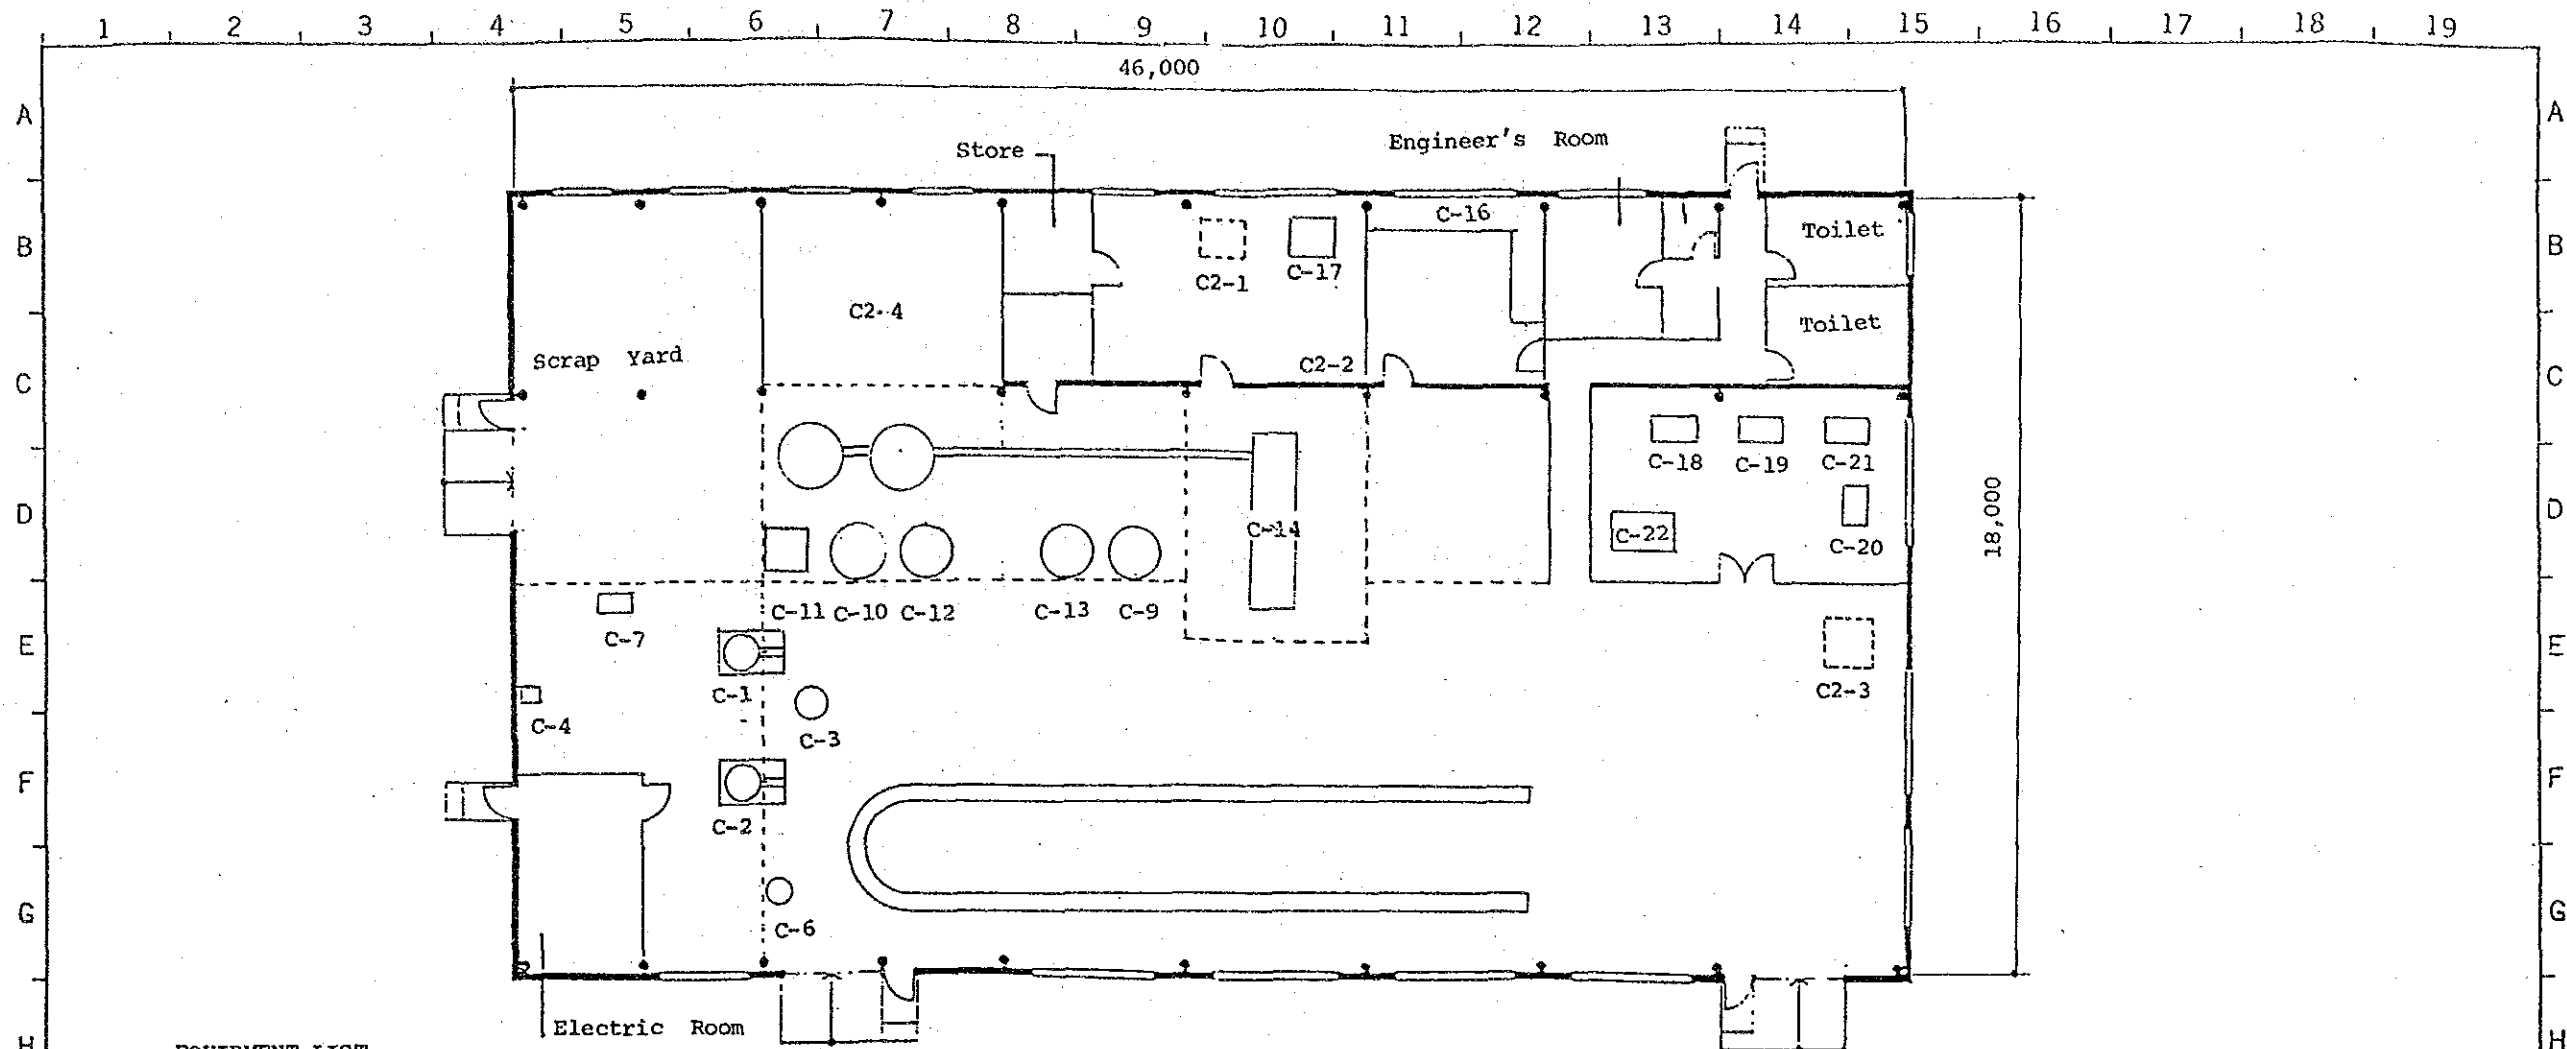 1 2 3 4 5 6 7 8 9 10 11 12 13 14 15 16 17 18 19
46,000
A A
Engineer's Room
Store
C-16
B Toilet B
C-17
C2-1
C2-4
Toilet
Scrap Yard
C2-2
C C
C-18 C-19 C-21
D D
18,000
C-14
C-22
C-20
C-11 C-10 C-12 C-13 C-9
C-7
E E
C-1
C2-3
C-4
C-3
F F
C-2
G G
C-6
Electric Room
H H
EQUIPMENT LIST